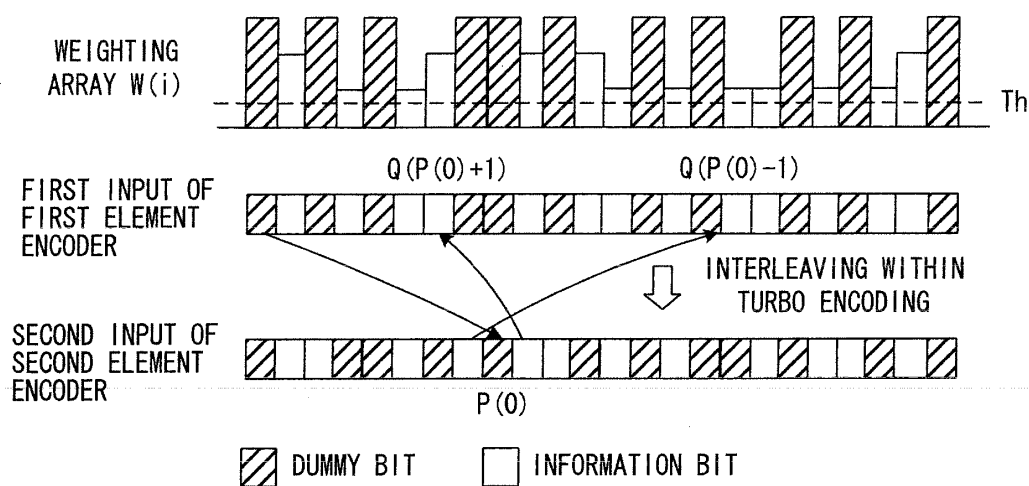 WEIGHTING
ARRAY W(i)
Th
Q(P(0)+1)
Q(P(0)-1)
FIRST INPUT OF
FIRST ELEMENT
ENCODER
INTERLEAVING WITHIN
TURBO ENCODING
SECOND INPUT OF
SECOND ELEMENT
ENCODER
P(0)
DUMMY BIT
INFORMATION BIT